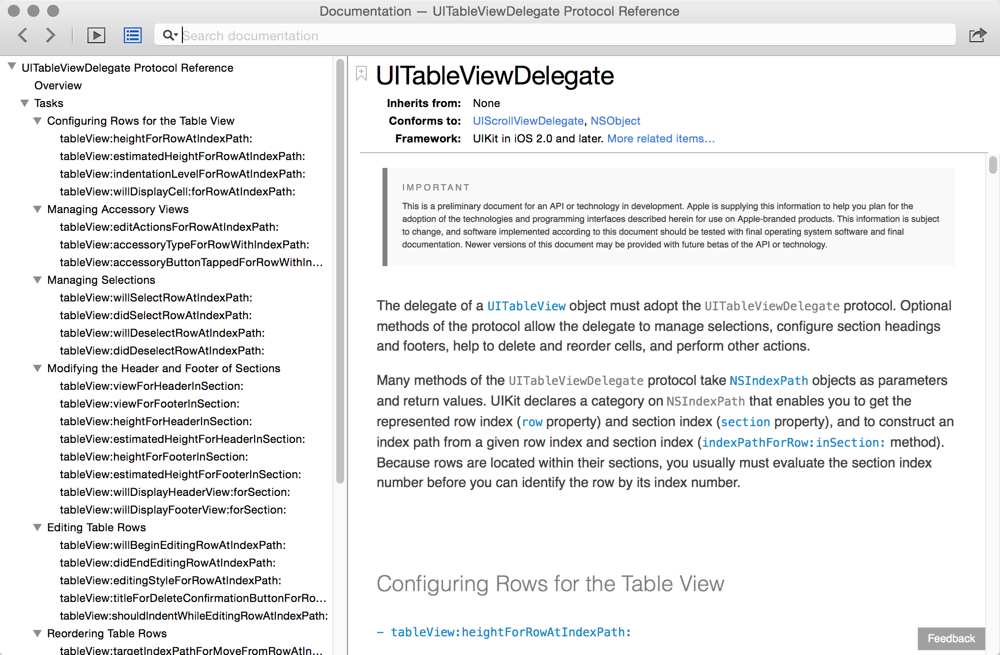 Documentation — UITableViewDelegate Protocol Reference
Search documentation
UITableViewDelegate Protocol Reference
Overview
Tasks
Configuring Rows for the Table View
tableView:heightForRowAtIndexPath:
tableView:estimatedHeightForRowAtIndexPath:
tableView:indentationLevelForRowAtIndexPath:
tableView:willDisplayCell:forRowAtIndexPath:
Managing Accessory Views
tableView:editActionsForRowAtIndexPath:
tableView:accessoryTypeForRowWithIndexPath:
tableView:accessoryButtonTappedForRowWithIn...
Managing Selections
tableView:willSelectRowAtIndexPath:
tableView:didSelectRowAtIndexPath:
tableView:willDeselectRowAtIndexPath:
tableView:didDeselectRowAtIndexPath:
Modifying the Header and Footer of Sections
tableView:viewForHeaderInSection:
tableView:viewForFooterInSection:
tableView:heightForHeaderInSection:
tableView:estimatedHeightForHeaderInSection:
tableView:heightForFooterInSection:
tableView:estimatedHeightForFooterInSection:
tableView:willDisplayHeaderView:forSection:
tableView:willDisplayFooterView:forSection:
Editing Table Rows
tableView:willBeginEditingRowAtIndexPath:
tableView:didEndEditingRowAtIndexPath:
tableView:editingStyleForRowAtIndexPath:
tableView:titleForDeleteConfirmationButtonForRo...
tableView:shouldIndentWhileEditingRowAtIndexPath:
Reordering Table Rows
tableView:targetIndexPathForMoveFromRowAtIn...
UITableViewDelegate
Inherits from: None
Conforms to: UIScrollViewDelegate, NSObject
Framework: UIKit in iOS 2.0 and later. More related items...
IMPORTANT
This is a preliminary document for an API or technology in development. Apple is supplying this information to help you plan for the
adoption of the technologies and programming interfaces described herein for use on Apple-branded products. This information is subject
to change, and software implemented according to this document should be tested with final operating system software and final
documentation. Newer versions of this document may be provided with future betas of the API or technology.
The delegate of a UITableView object must adopt the UITableViewDelegate protocol. Optional
methods of the protocol allow the delegate to manage selections, configure section headings
and footers, help to delete and reorder cells, and perform other actions.
Many methods of the UITableViewDelegate protocol take NSIndexPath objects as parameters
and return values. UIKit declares a category on NSIndexPath that enables you to get the
represented row index (row property) and section index (section property), and to construct an
index path from a given row index and section index (indexPathForRow:inSection: method).
Because rows are located within their sections, you usually must evaluate the section index
number before you can identify the row by its index number.
Configuring Rows for the Table View
– tableView:heightForRowAtIndexPath:
Feedback